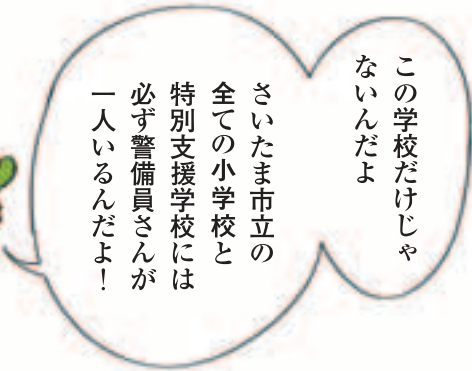 この学校だけじゃ
ないんだよ
さいたま市立の
全ての小学校と
特別支援学校には
必ず警備員さんが
一人いるんだよ！